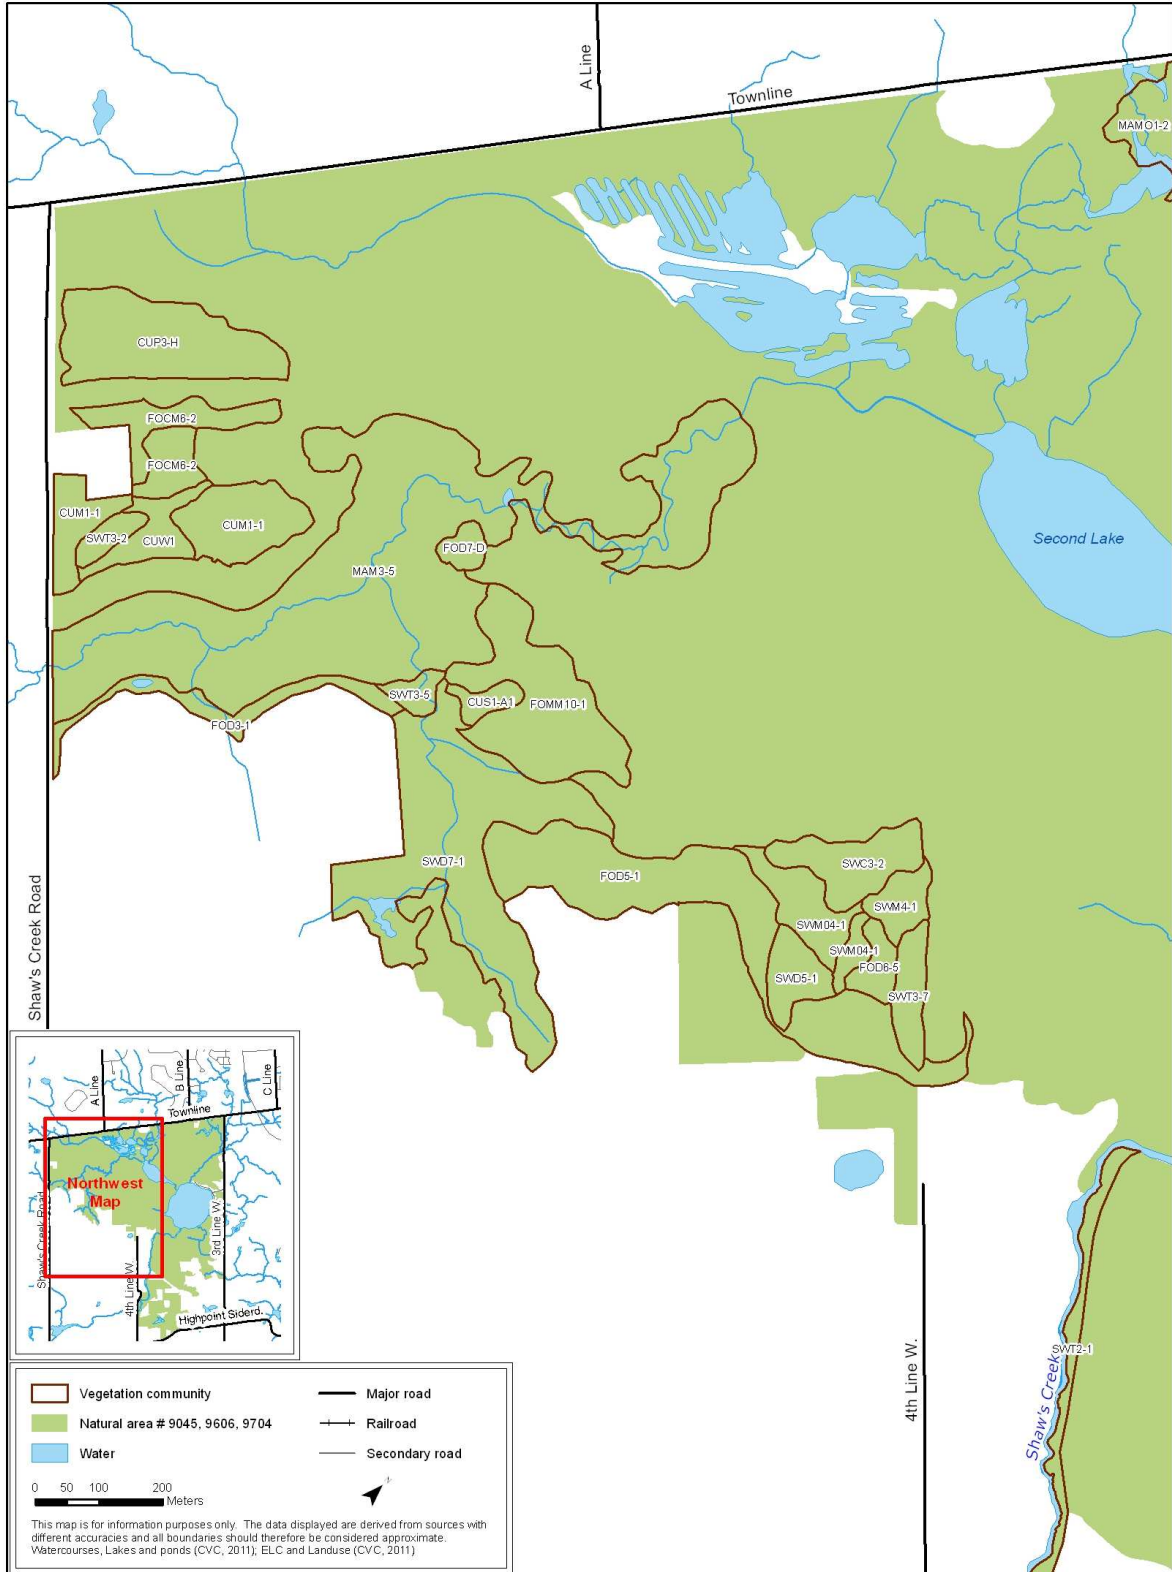 A Line
Townline
MAMO1-2
CUP3-H
FOCM6-2
FOCM6-2
CUM1-1
SWT3-2
CUW1
CUM1-1
FOD7-D
MAM3-5
Second Lake
SWT3-5
CUS1-A1
FOMM10-1
FOD3-1
SWD7-1
FOD5-1
SWC3-2
SWM4-1
SWM04-1
SWM04-1
FOD6-5
SWD5-1
SWT3-7
Shaw's Creek Road
4th Line W.
SWT2-1
Shaw's Creek
A Line
B Line
C Line
Townline
Northwest
Map
Shaw's Creek Road
3rd Line W.
4th Line W.
Highpoint Siderd.
Vegetation community
Major road
Natural area # 9045, 9606, 9704
Railroad
Water
Secondary road
0 50 100 200
Meters
N
This map is for information purposes only. The data displayed are derived from sources with
different accuracies and all boundaries should therefore be considered approximate.
Watercourses, Lakes and ponds (CVC, 2011); ELC and Landuse (CVC, 2011)